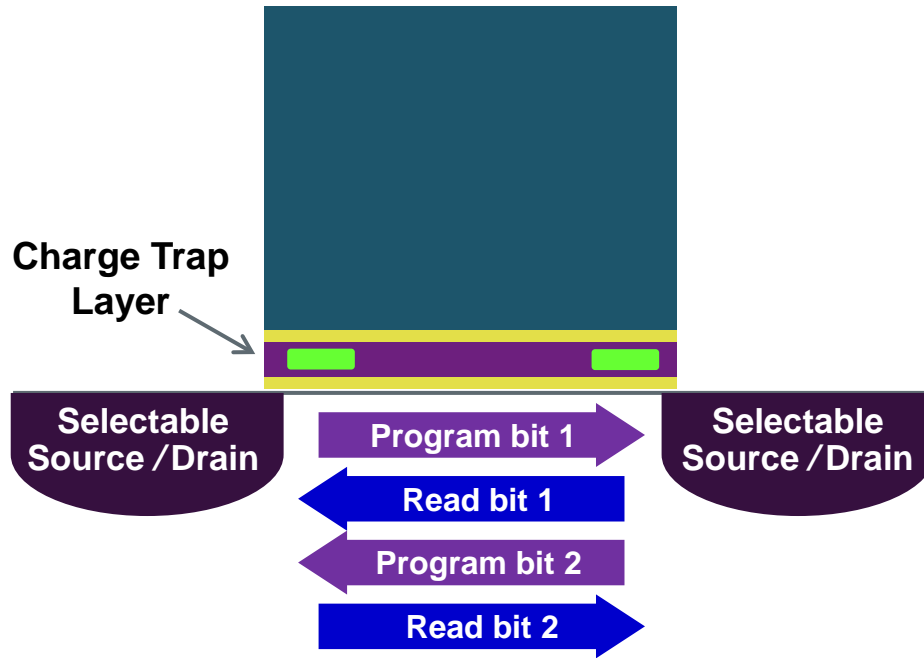 Charge Trap
Layer
Selectable
Source /Drain
Program bit 1
Read bit 1
Program bit 2
Read bit 2
Selectable
Source /Drain